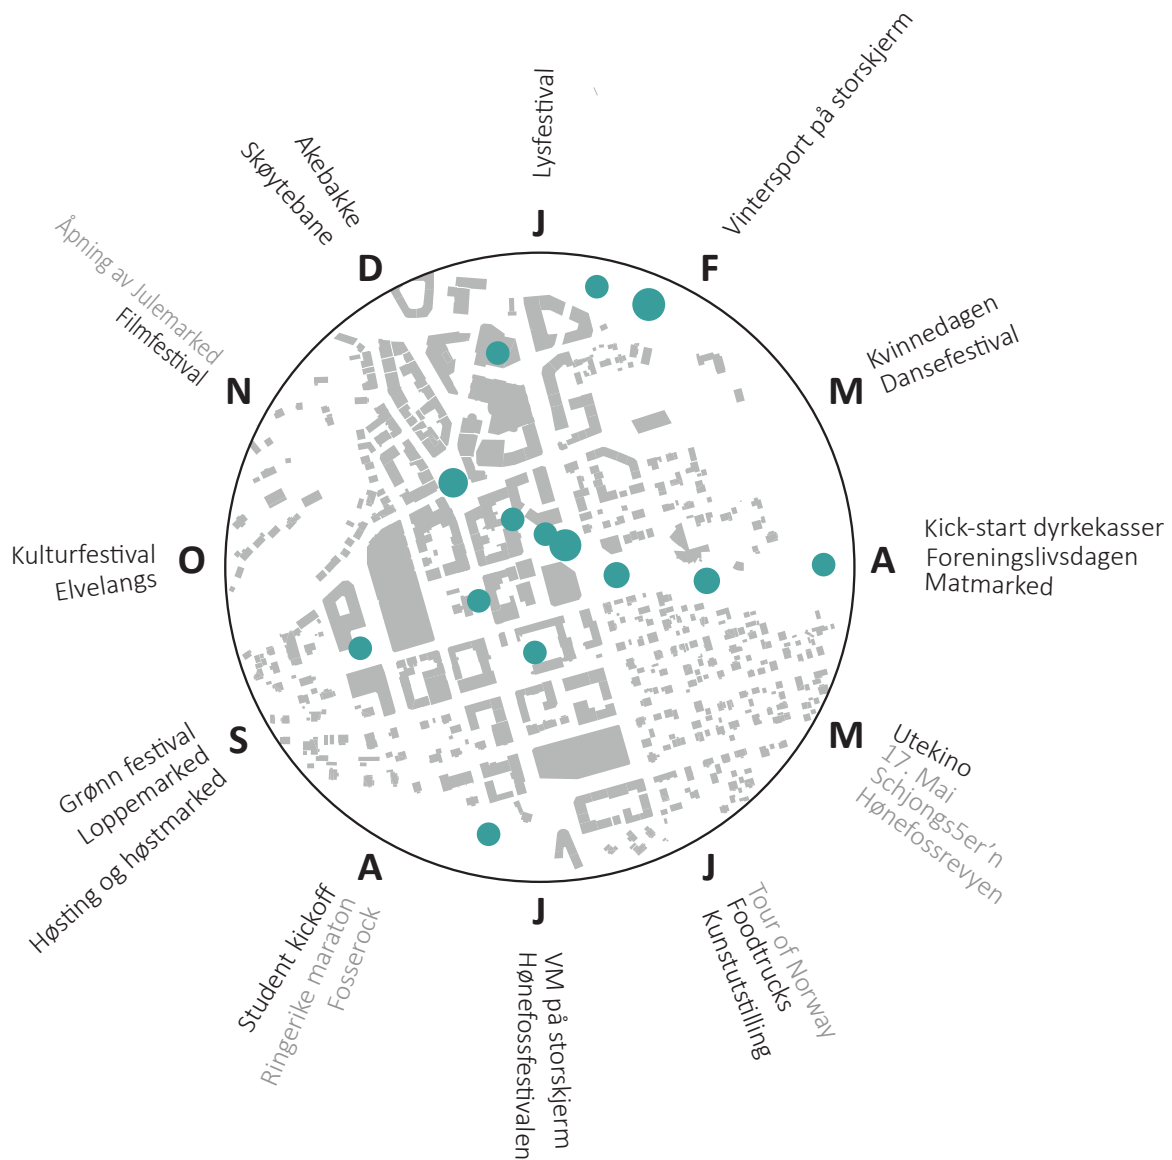 J
Lysfestival
F
Vintersport på storskjerm
M
Kvinnedagen
Dansefestival
A
Kick-start dyrkekasser
Foreningslivsdagen
Matmarked
M
Utekino
17. Mai
Schjongs5er'n
Hønefossrevyen
J
Tour of Norway
Foodtrucks
Kunstutstilling
J
VM på storskjerm
Hønefossfestivalen
A
Student kickoff
Ringerike maraton
Fosserock
S
Grønn festival
Loppemarked
Høsting og høstmarked
O
Kulturfestival
Elvelangs
N
Åpning av Julemarked
Filmfestival
D
Akebakke
Skøytebane